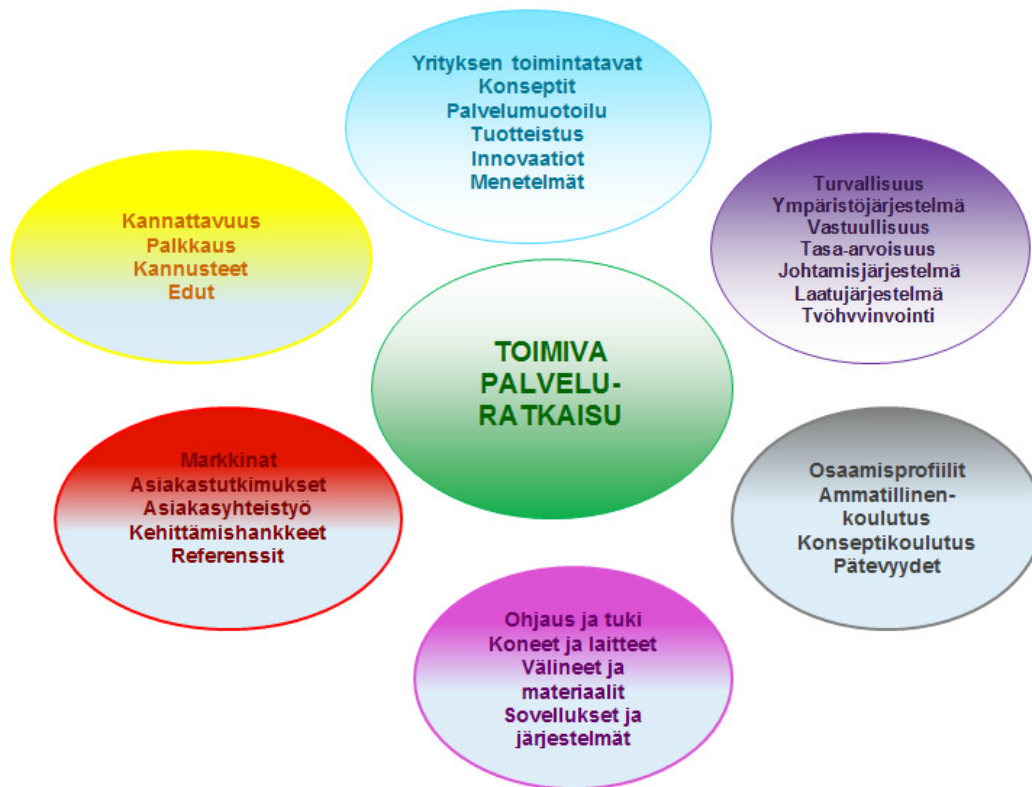 Yrityksen toimintatavat
Konseptit
Palvelumuotoilu
Tuotteistus
Innovaatiot
Menetelmät
Kannattavuus
Palkkaus
Kannusteet
Edut
Turvallisuus
Ympäristöjärjestelmä
Vastuullisuus
Tasa-arvoisuus
Johtamisjärjestelmä
Laatujärjestelmä
Työhyvinvointi
TOIMIVA
PALVELU-
RATKAISU
Markkinat
Asiakastutkimukset
Asiakasyhteistyö
Kehittämishankkeet
Referenssit
Osaamisprofiilit
Ammatillinen-
koulutus
Konseptikoulutus
Pätevyydet
Ohjaus ja tuki
Koneet ja laitteet
Välineet ja
materiaalit
Sovellukset ja
järjestelmät